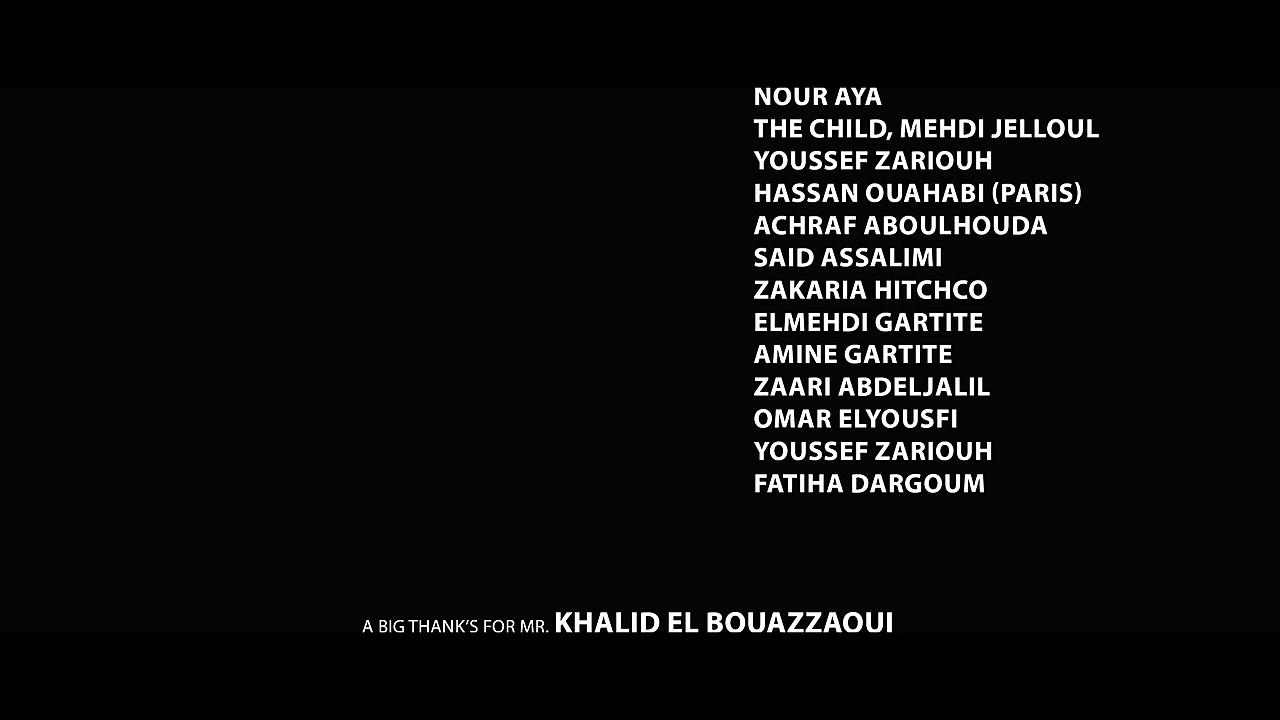 NOUR AYA
THE CHILD, MEHDI JELLOUL
YOUSSEF ZARIOUH
HASSAN OUAHABI (PARIS)
ACHRAF ABOULHOUDA
SAID ASSALIMI
ZAKARIA HITCHCO
ELMEHDI GARTITE
AMINE GARTITE
ZAARI ABDELJALIL
OMAR ELYOUSFI
YOUSSEF ZARIOUH
FATIHA DARGOUM
A BIG THANK'S FOR MR. KHALID EL BOUAZZAOUI